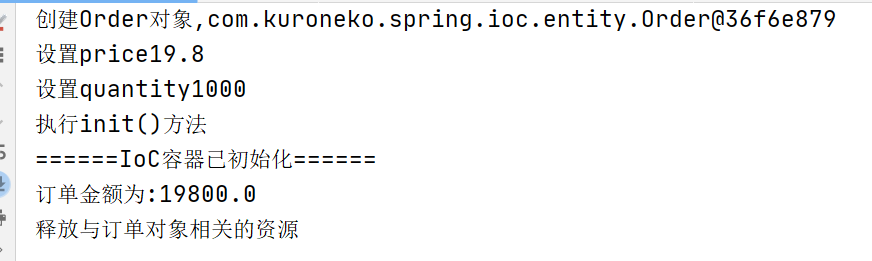 创建Order对象,com.kuroneko.spring.ioc.entity.Order@36f6e879
设置price19.8
设置quantity1000
执行init()方法
======IoC容器已初始化======
订单金额为:19800.0
释放与订单对象相关的资源